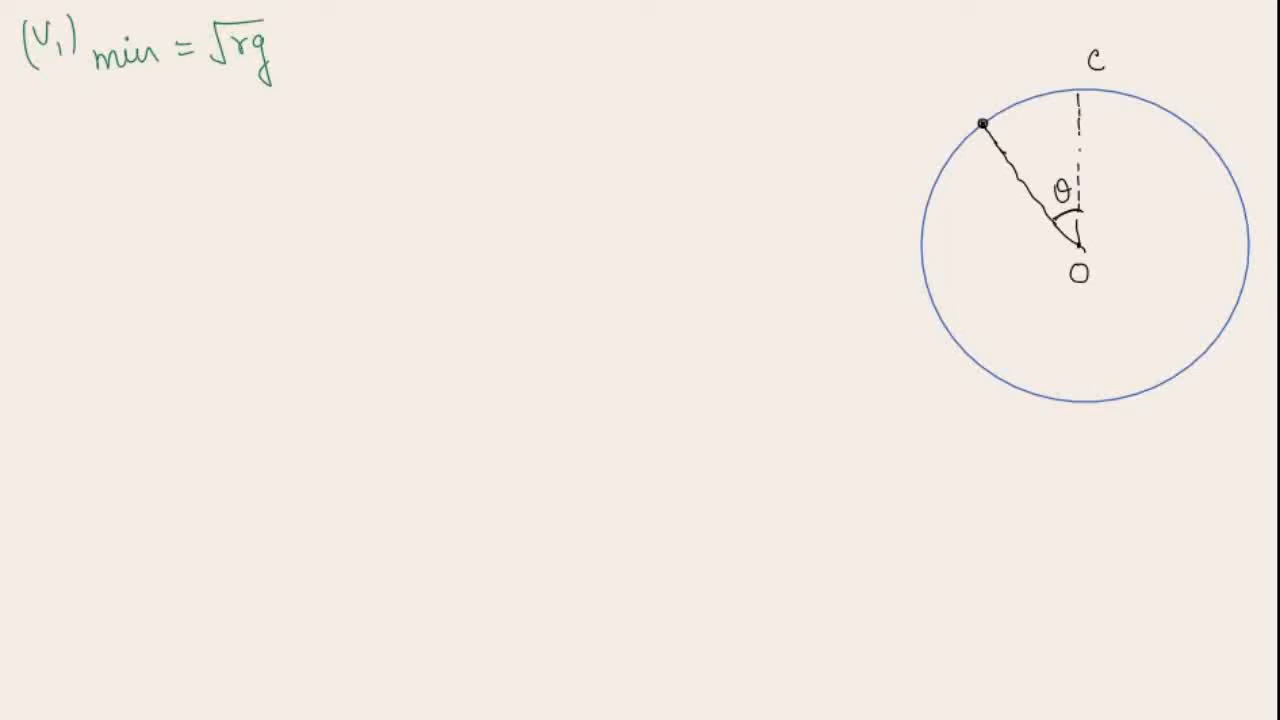 (V₁) min = √rg
C
θ
O